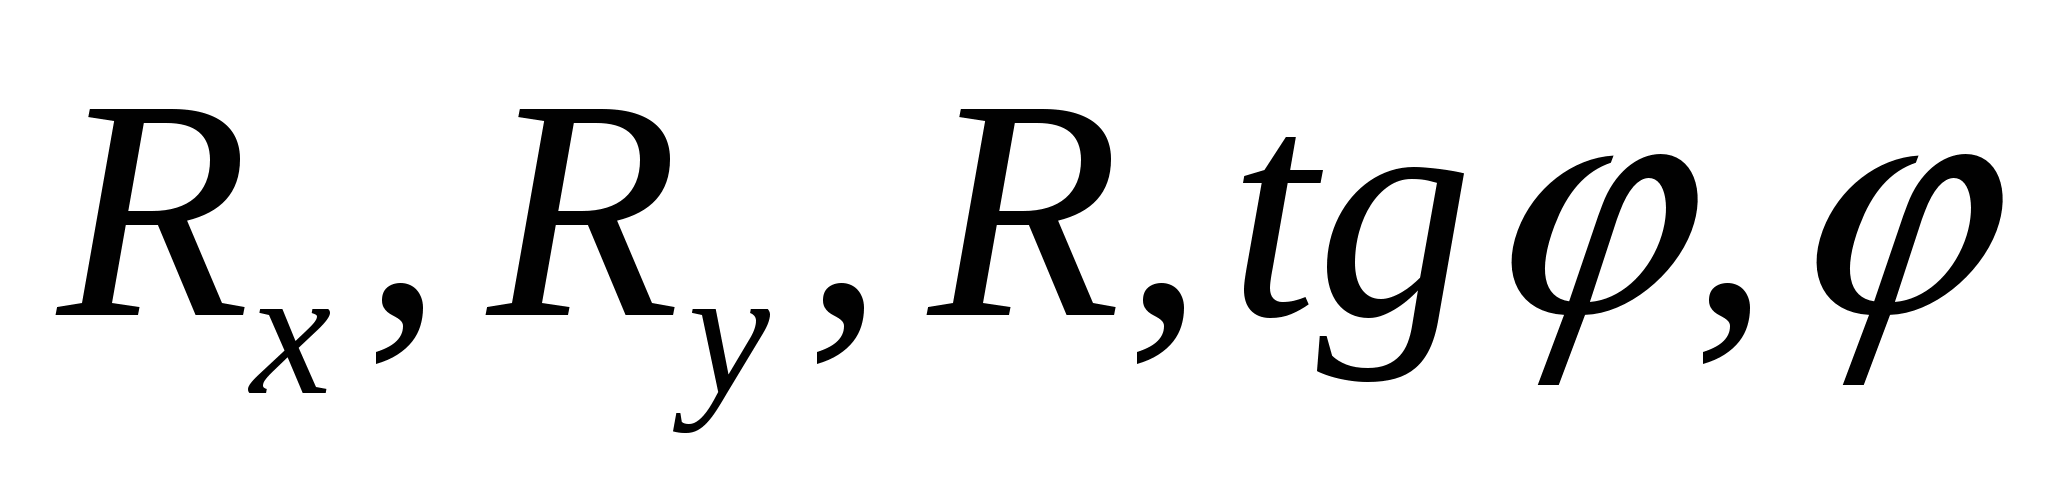 Rx, Ry, R, tgφ, φ